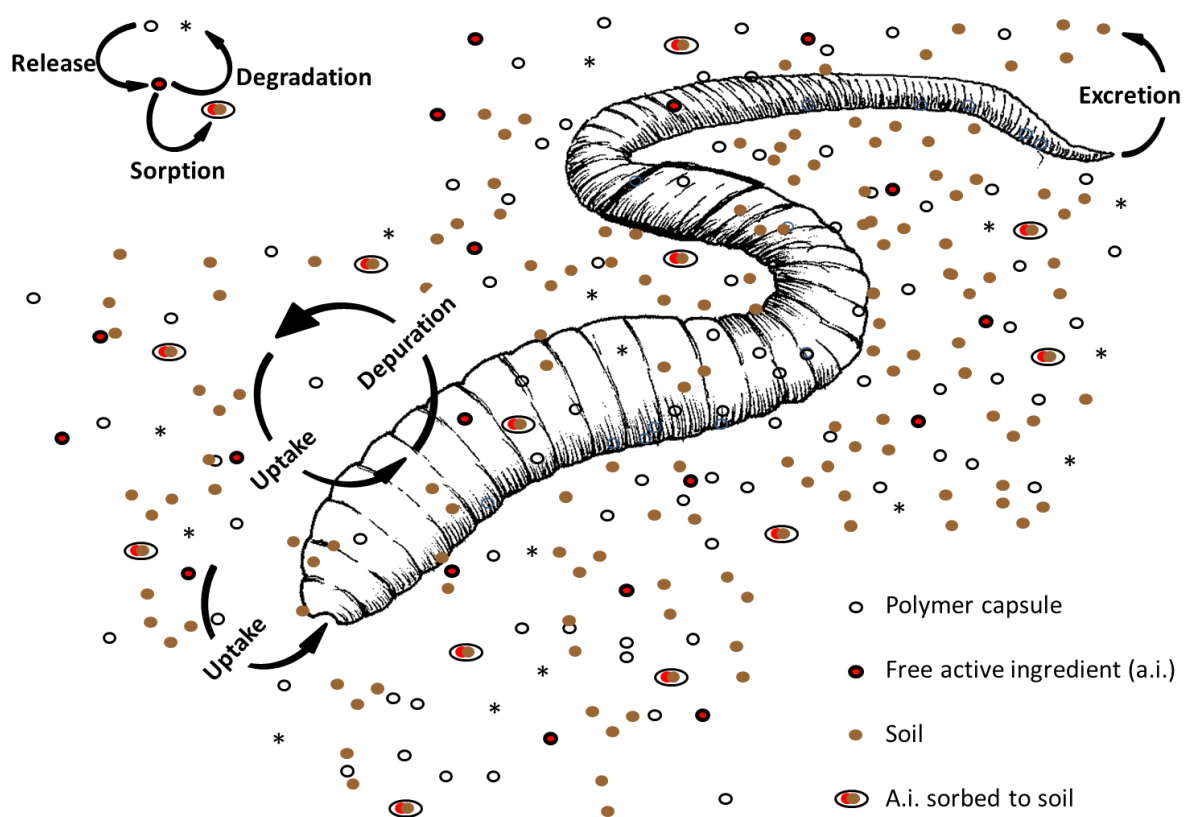 Release
Degradation
Sorption
Excretion
Depuration
Uptake
Uptake
Polymer capsule
Free active ingredient (a.i.)
Soil
A.i. sorbed to soil